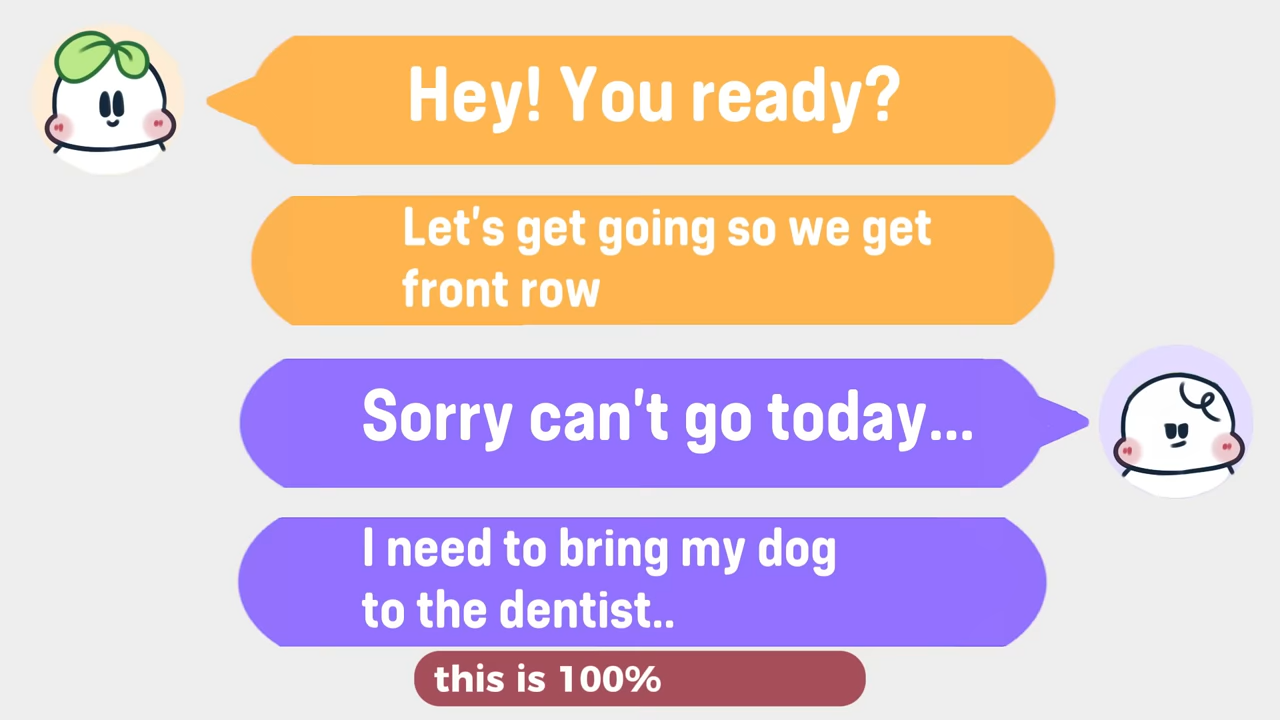 Hey! You ready?
Let's get going so we get
front row
Sorry can't go today...
I need to bring my dog
to the dentist..
this is 100%